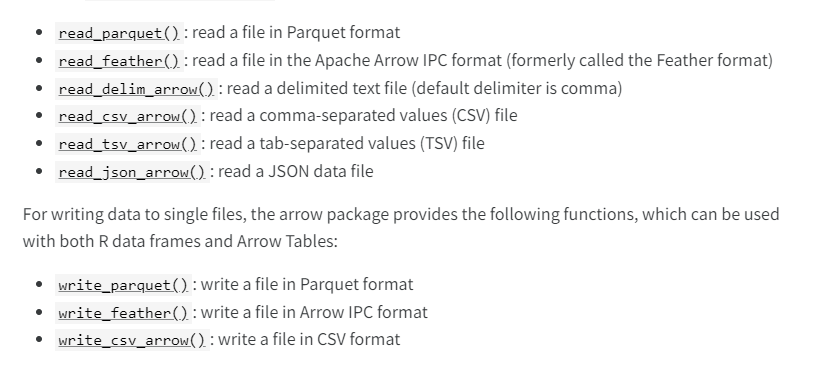 • read_parquet() : read a file in Parquet format
• read_feather() : read a file in the Apache Arrow IPC format (formerly called the Feather format)
• read_delim_arrow() : read a delimited text file (default delimiter is comma)
• read_csv_arrow() : read a comma-separated values (CSV) file
• read_tsv_arrow() : read a tab-separated values (TSV) file
• read_json_arrow() : read a JSON data file
For writing data to single files, the arrow package provides the following functions, which can be used
with both R data frames and Arrow Tables:
• write_parquet() : write a file in Parquet format
• write_feather() : write a file in Arrow IPC format
• write_csv_arrow() : write a file in CSV format